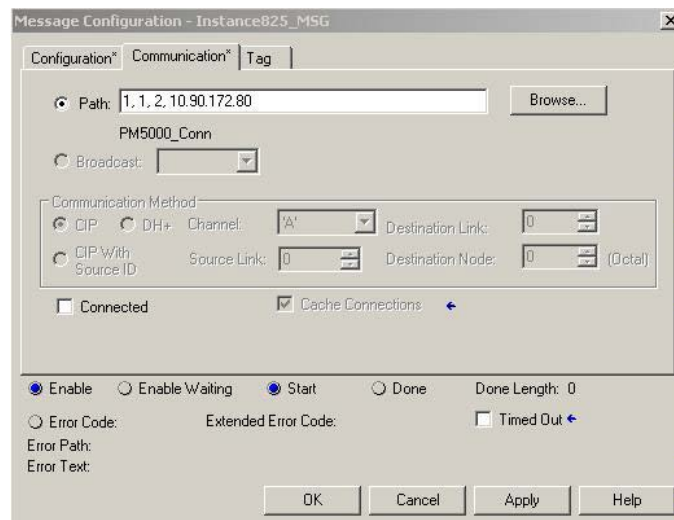 Message Configuration - Instance825_MSG
Configuration* Communication* Tag
Path: 1, 1, 2, 10.90.172.80 Browse...
PM5000_Conn
Broadcast:
Communication Method
CIP DH+ Channel: 'A' Destination Link: 0
CIP With Source ID Source Link: 0 Destination Node: 0 (Octal)
Connected Cache Connections
Enable Enable Waiting Start Done Done Length: 0
Error Code: Extended Error Code: Timed Out
Error Path:
Error Text:
OK Cancel Apply Help